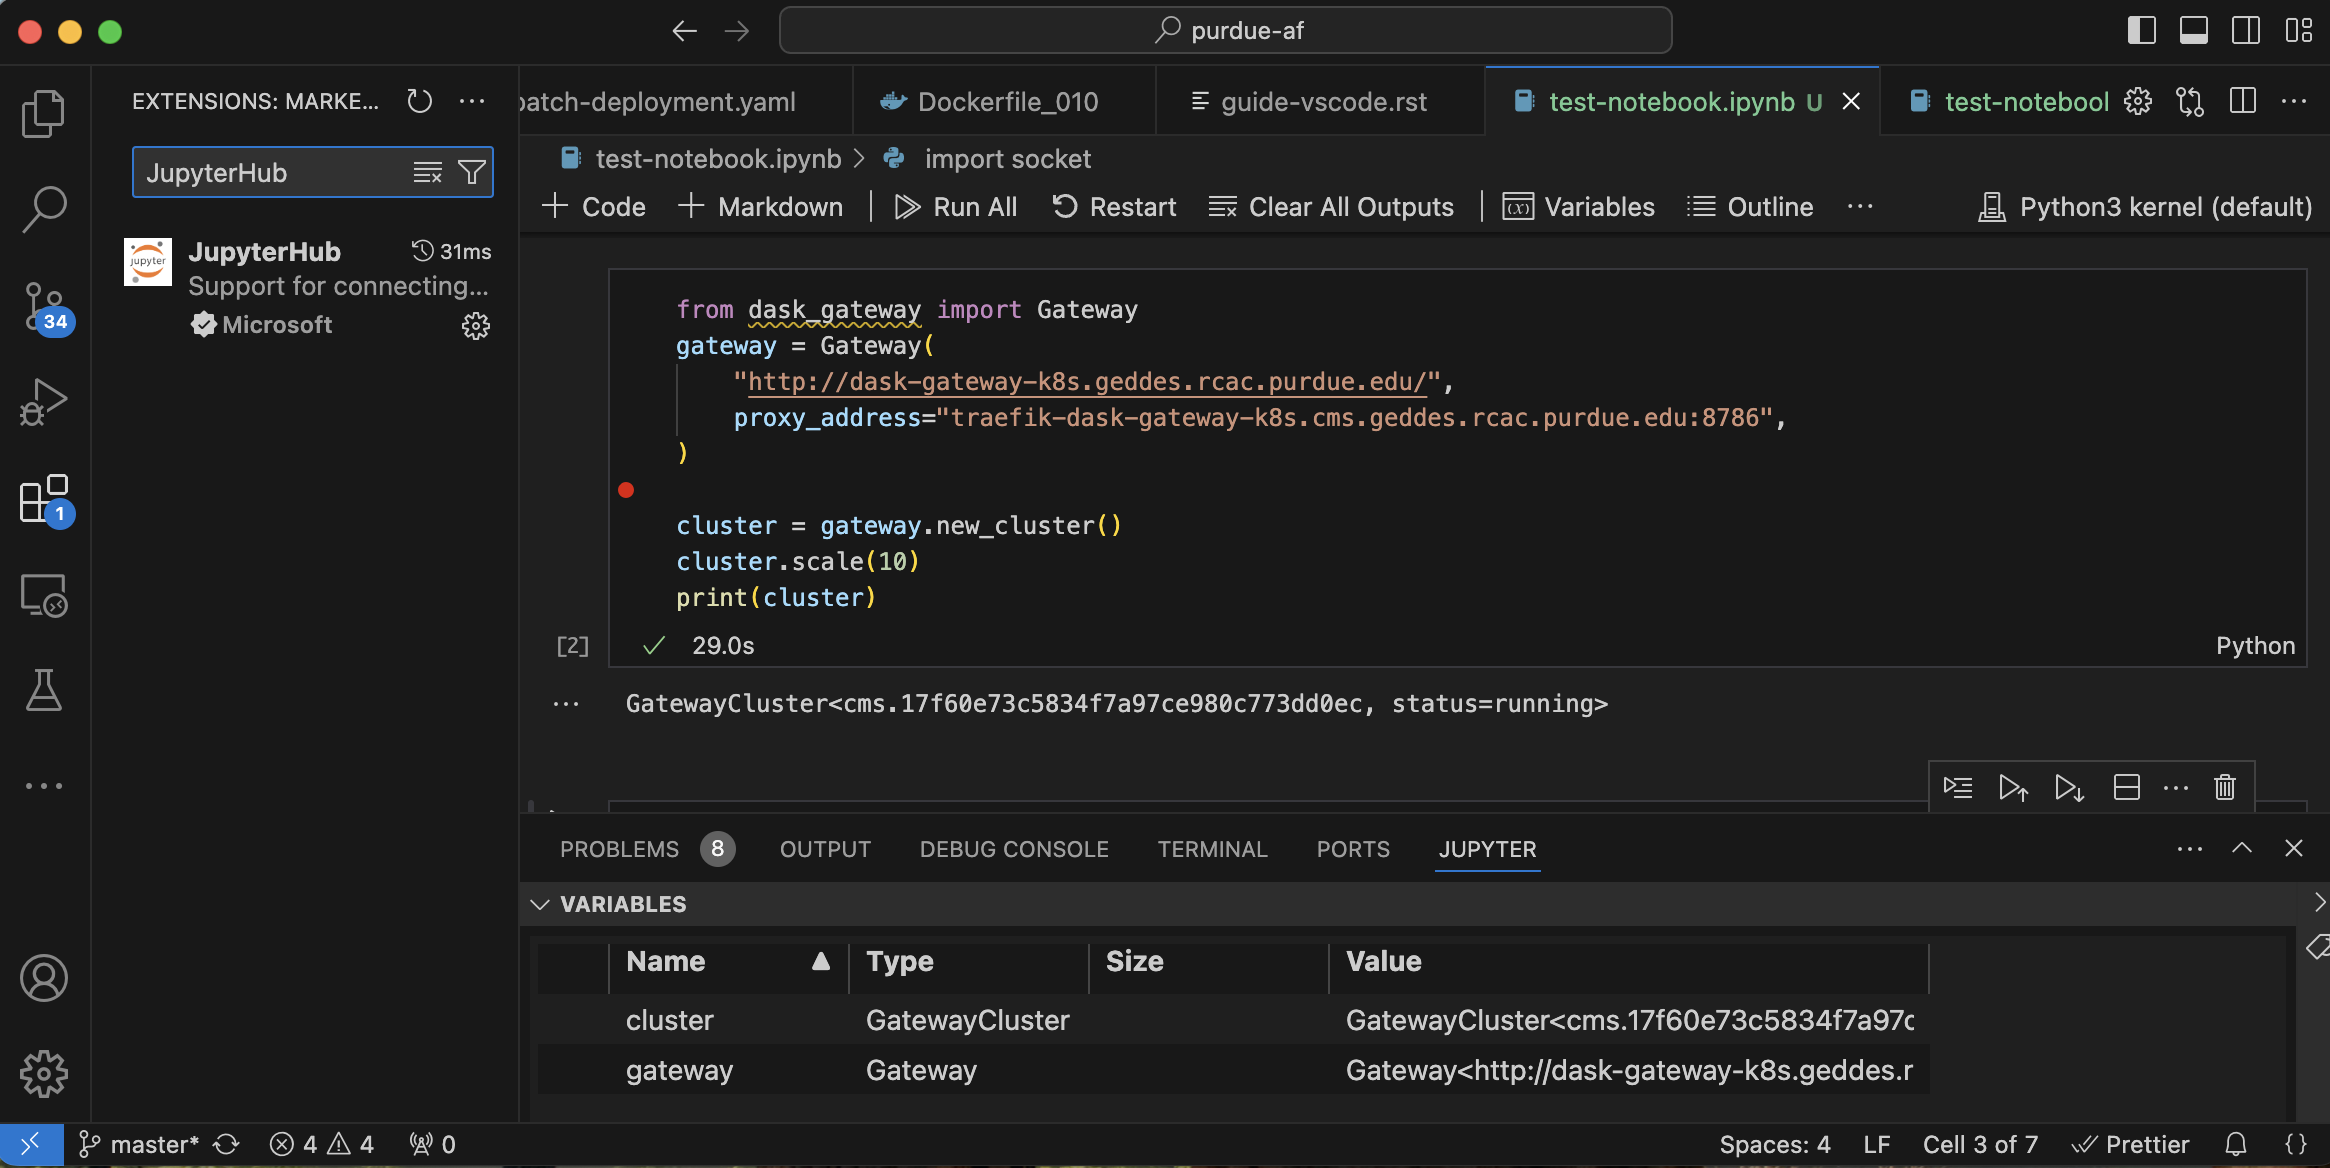 purdue-af
EXTENSIONS: MARKE...
JupyterHub
jupyter
JupyterHub 31ms
Support for connecting...
Microsoft
34
1
patch-deployment.yaml Dockerfile_010 guide-vscode.rst test-notebook.ipynb U test-notebool
test-notebook.ipynb > import socket
+ Code + Markdown | Run All Restart Clear All Outputs | (x) Variables Outline ... Python3 kernel (default)
from dask_gateway import Gateway
gateway = Gateway(
"http://dask-gateway-k8s.geddes.rcac.purdue.edu/",
proxy_address="traefik-dask-gateway-k8s.cms.geddes.rcac.purdue.edu:8786",
)
cluster = gateway.new_cluster()
cluster.scale(10)
print(cluster)
[2] 29.0s Python
GatewayCluster<cms.17f60e73c5834f7a97ce980c773dd0ec, status=running>
PROBLEMS 8 OUTPUT DEBUG CONSOLE TERMINAL PORTS JUPYTER
VARIABLES
Name Type Size Value
cluster GatewayCluster GatewayCluster<cms.17f60e73c5834f7a97c
gateway Gateway Gateway<http://dask-gateway-k8s.geddes.r
master* 4 4 0 Spaces: 4 LF Cell 3 of 7 Prettier {}